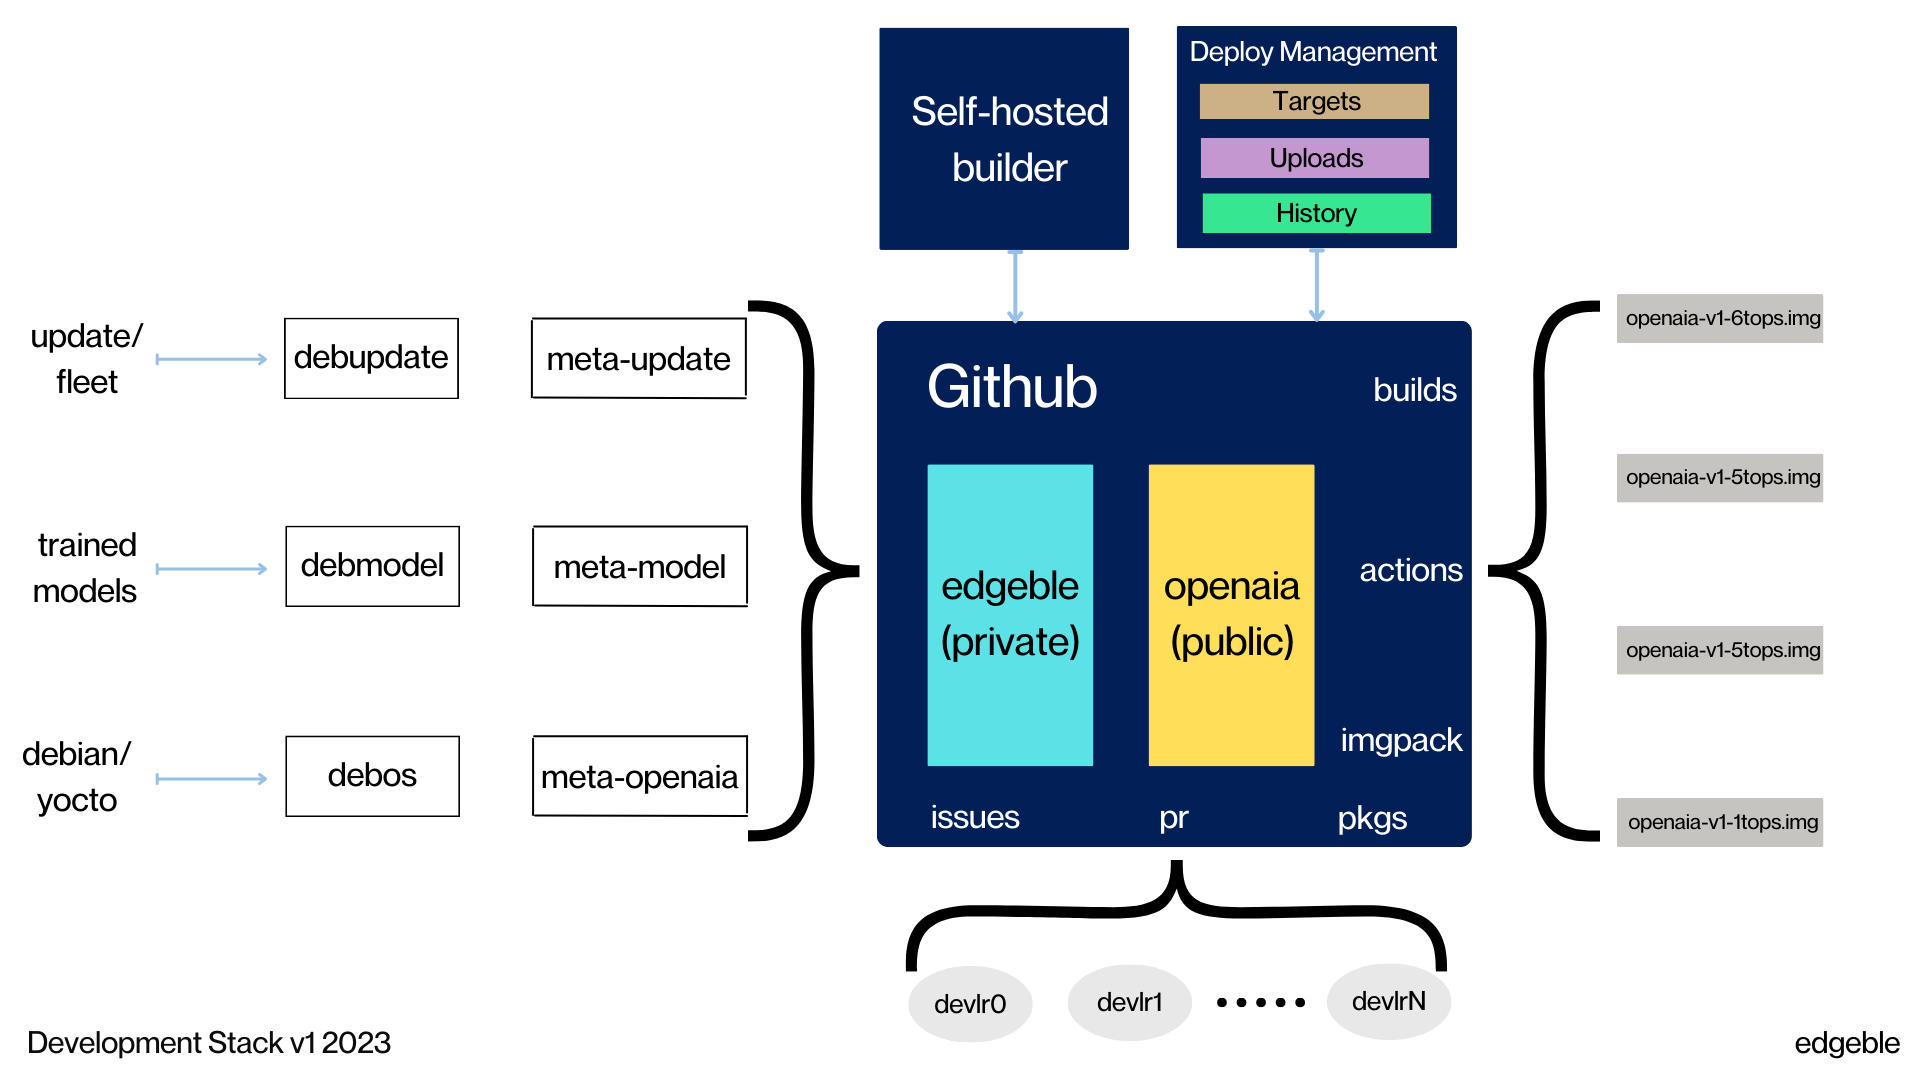 Self-hosted
builder
Deploy Management
Targets
Uploads
History
update/
fleet
debupdate
meta-update
trained
models
debmodel
meta-model
debian/
yocto
debos
meta-openaia
Github
builds
edgeble
(private)
openaia
(public)
actions
imgpack
issues
pr
pkgs
openaia-v1-6tops.img
openaia-v1-5tops.img
openaia-v1-5tops.img
openaia-v1-1tops.img
devlr0
devlr1
devlrN
Development Stack v1 2023
edgeble